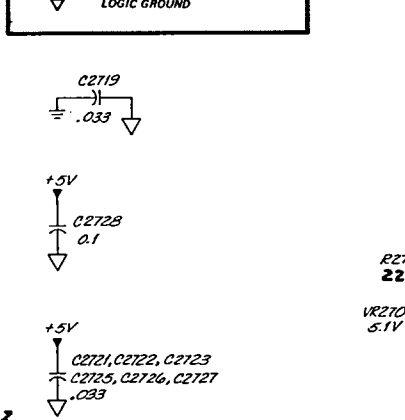 LOGIC GROUND
C2719
.033
+5V
C2728
0.1
R27
22
VR270
5.1V
+5V
C2721, C2722, C2723
C2725, C2726, C2727
.033